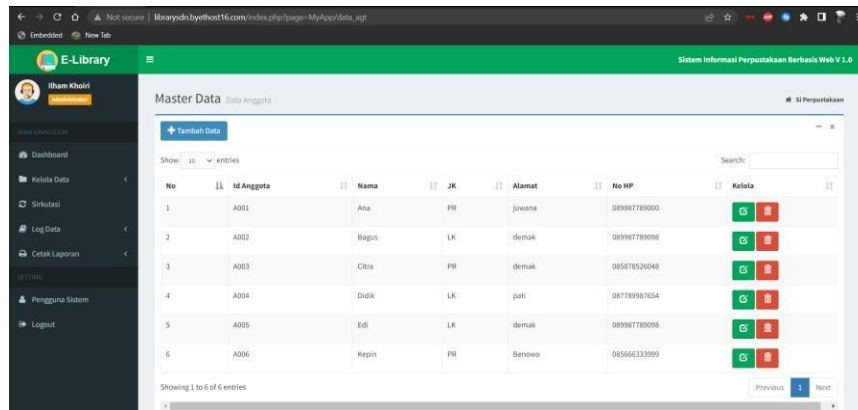 Not secure | librarysdn.byethost16.com/index.php?page=MyApp/data_agt
Embedded New Tab
E-Library
Sistem Informasi Perpustakaan Berbasis Web V 1.0
Ilham Khoiri
Administrator
Master Data Data Anggota
Si Perpustakaan
MAIN NAVIGATION
Tambah Data
Dashboard
Show 10 entries
Search:
Kelola Data
No Id Anggota Nama JK Alamat No HP Kelola
Sirkulasi
1 A001 Ana PR juwana 089987789000
Log Data
2 A002 Bagus LK demak 089987789098
Cetak Laporan
3 A003 Citra PR demak 085878526048
SETTING
4 A004 Didik LK pati 087789987654
Pengguna Sistem
Logout
5 A005 Edi LK demak 089987789098
6 A006 Kepin PR Benowo 085666333999
Showing 1 to 6 of 6 entries
Previous 1 Next